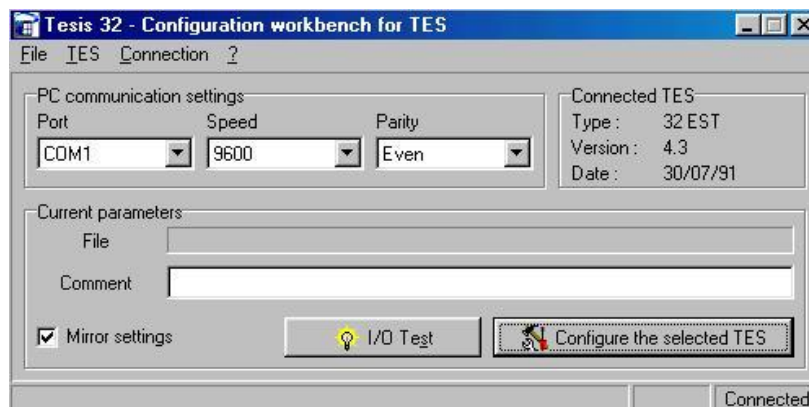 Tesis 32 - Configuration workbench for TES
File TES Connection ?
PC communication settings
Port Speed Parity
COM1 9600 Even
Connected TES
Type : 32 EST
Version : 4.3
Date : 30/07/91
Current parameters
File
Comment
Mirror settings
I/O Test
Configure the selected TES
Connected